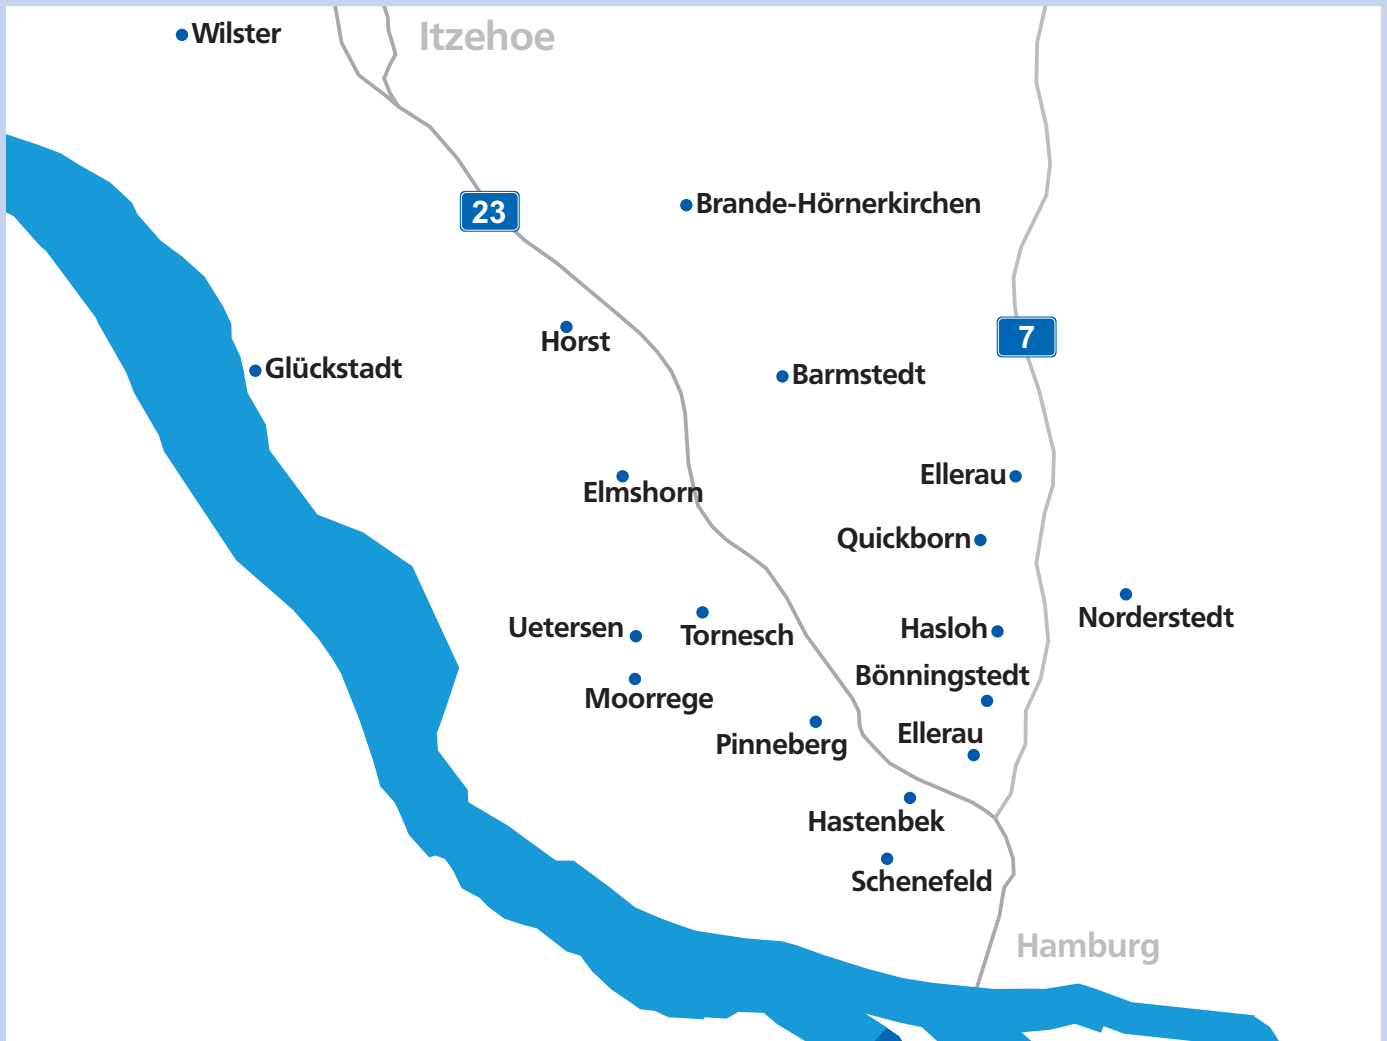 Wilster
Itzehoe
Brande-Hörnerkirchen
23
Horst
7
Glückstadt
Barmstedt
Elmshorn
Ellerau
Quickborn
Norderstedt
Uetersen
Tornesch
Hasloh
Bönningstedt
Moorrege
Pinneberg
Ellerau
Hastenbek
Schenefeld
Hamburg